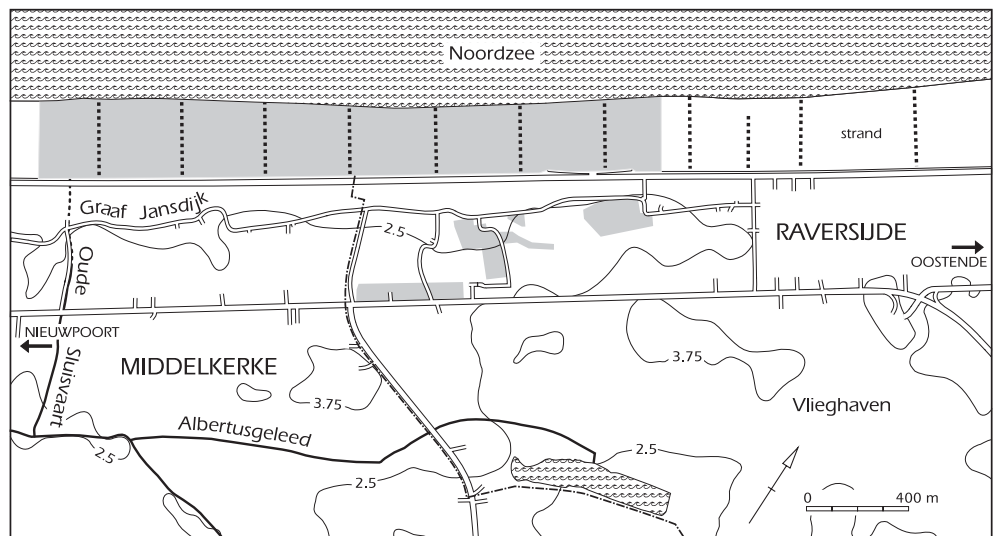 Noordzee
strand
Graaf Jansdijk
2.5
RAVERSIJDE
OOSTENDE
Oude
Sluisvaart
NIEUWPOORT
MIDDELKERKE
3.75
3.75
Vlieghaven
Albertusgeleed
2.5
2.5
2.5
0 400 m